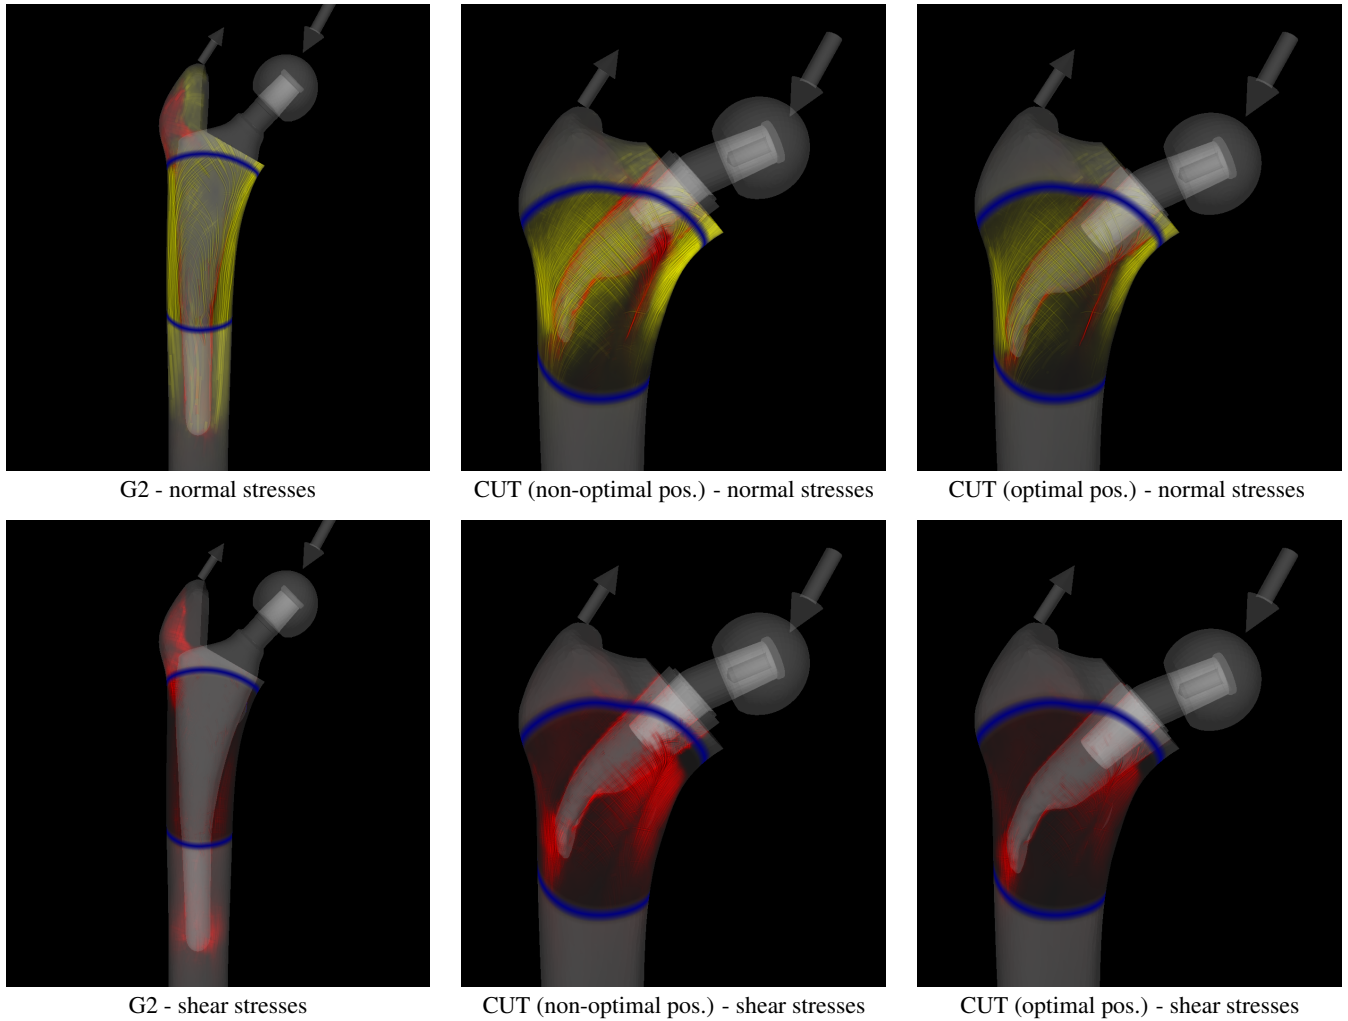 G2 - normal stresses
CUT (non-optimal pos.) - normal stresses
CUT (optimal pos.) - normal stresses
G2 - shear stresses
CUT (non-optimal pos.) - shear stresses
CUT (optimal pos.) - shear stresses